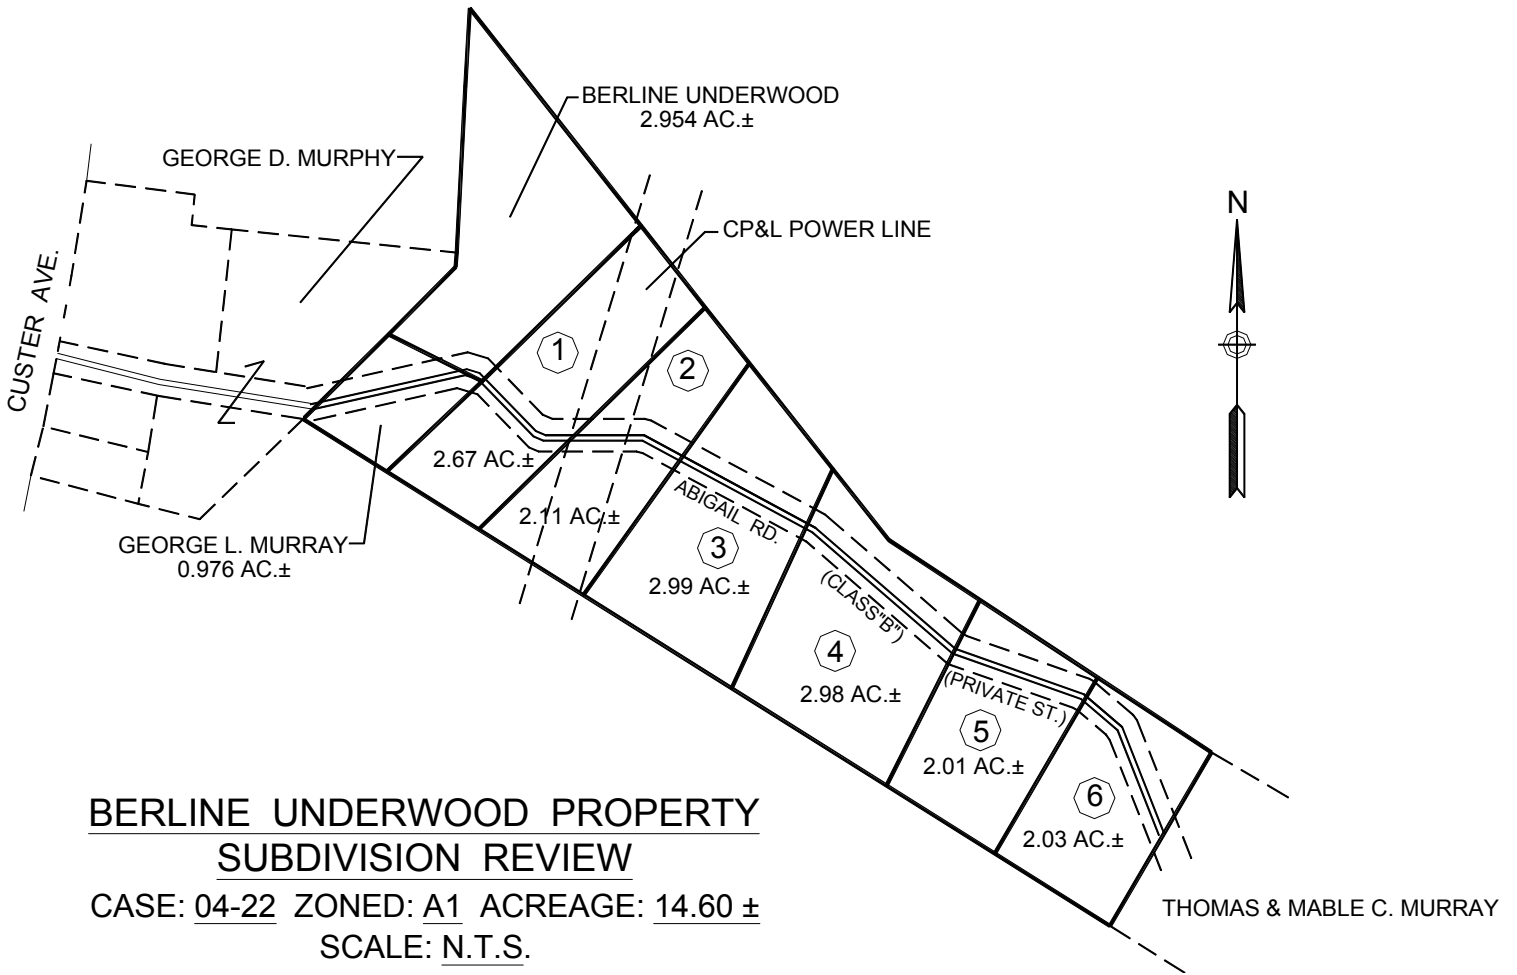 BERLINE UNDERWOOD
2.954 AC.±
GEORGE D. MURPHY
N
CP&L POWER LINE
CUSTER AVE.
1
2
2.67 AC.±
2.11 AC.±
ABIGAIL RD.
3
2.99 AC.±
GEORGE L. MURRAY
0.976 AC.±
(CLASS"B")
4
2.98 AC.±
(PRIVATE ST.)
5
2.01 AC.±
6
2.03 AC.±
BERLINE UNDERWOOD PROPERTY
SUBDIVISION REVIEW
CASE: 04-22 ZONED: A1 ACREAGE: 14.60 ±
SCALE: N.T.S.
THOMAS & MABLE C. MURRAY